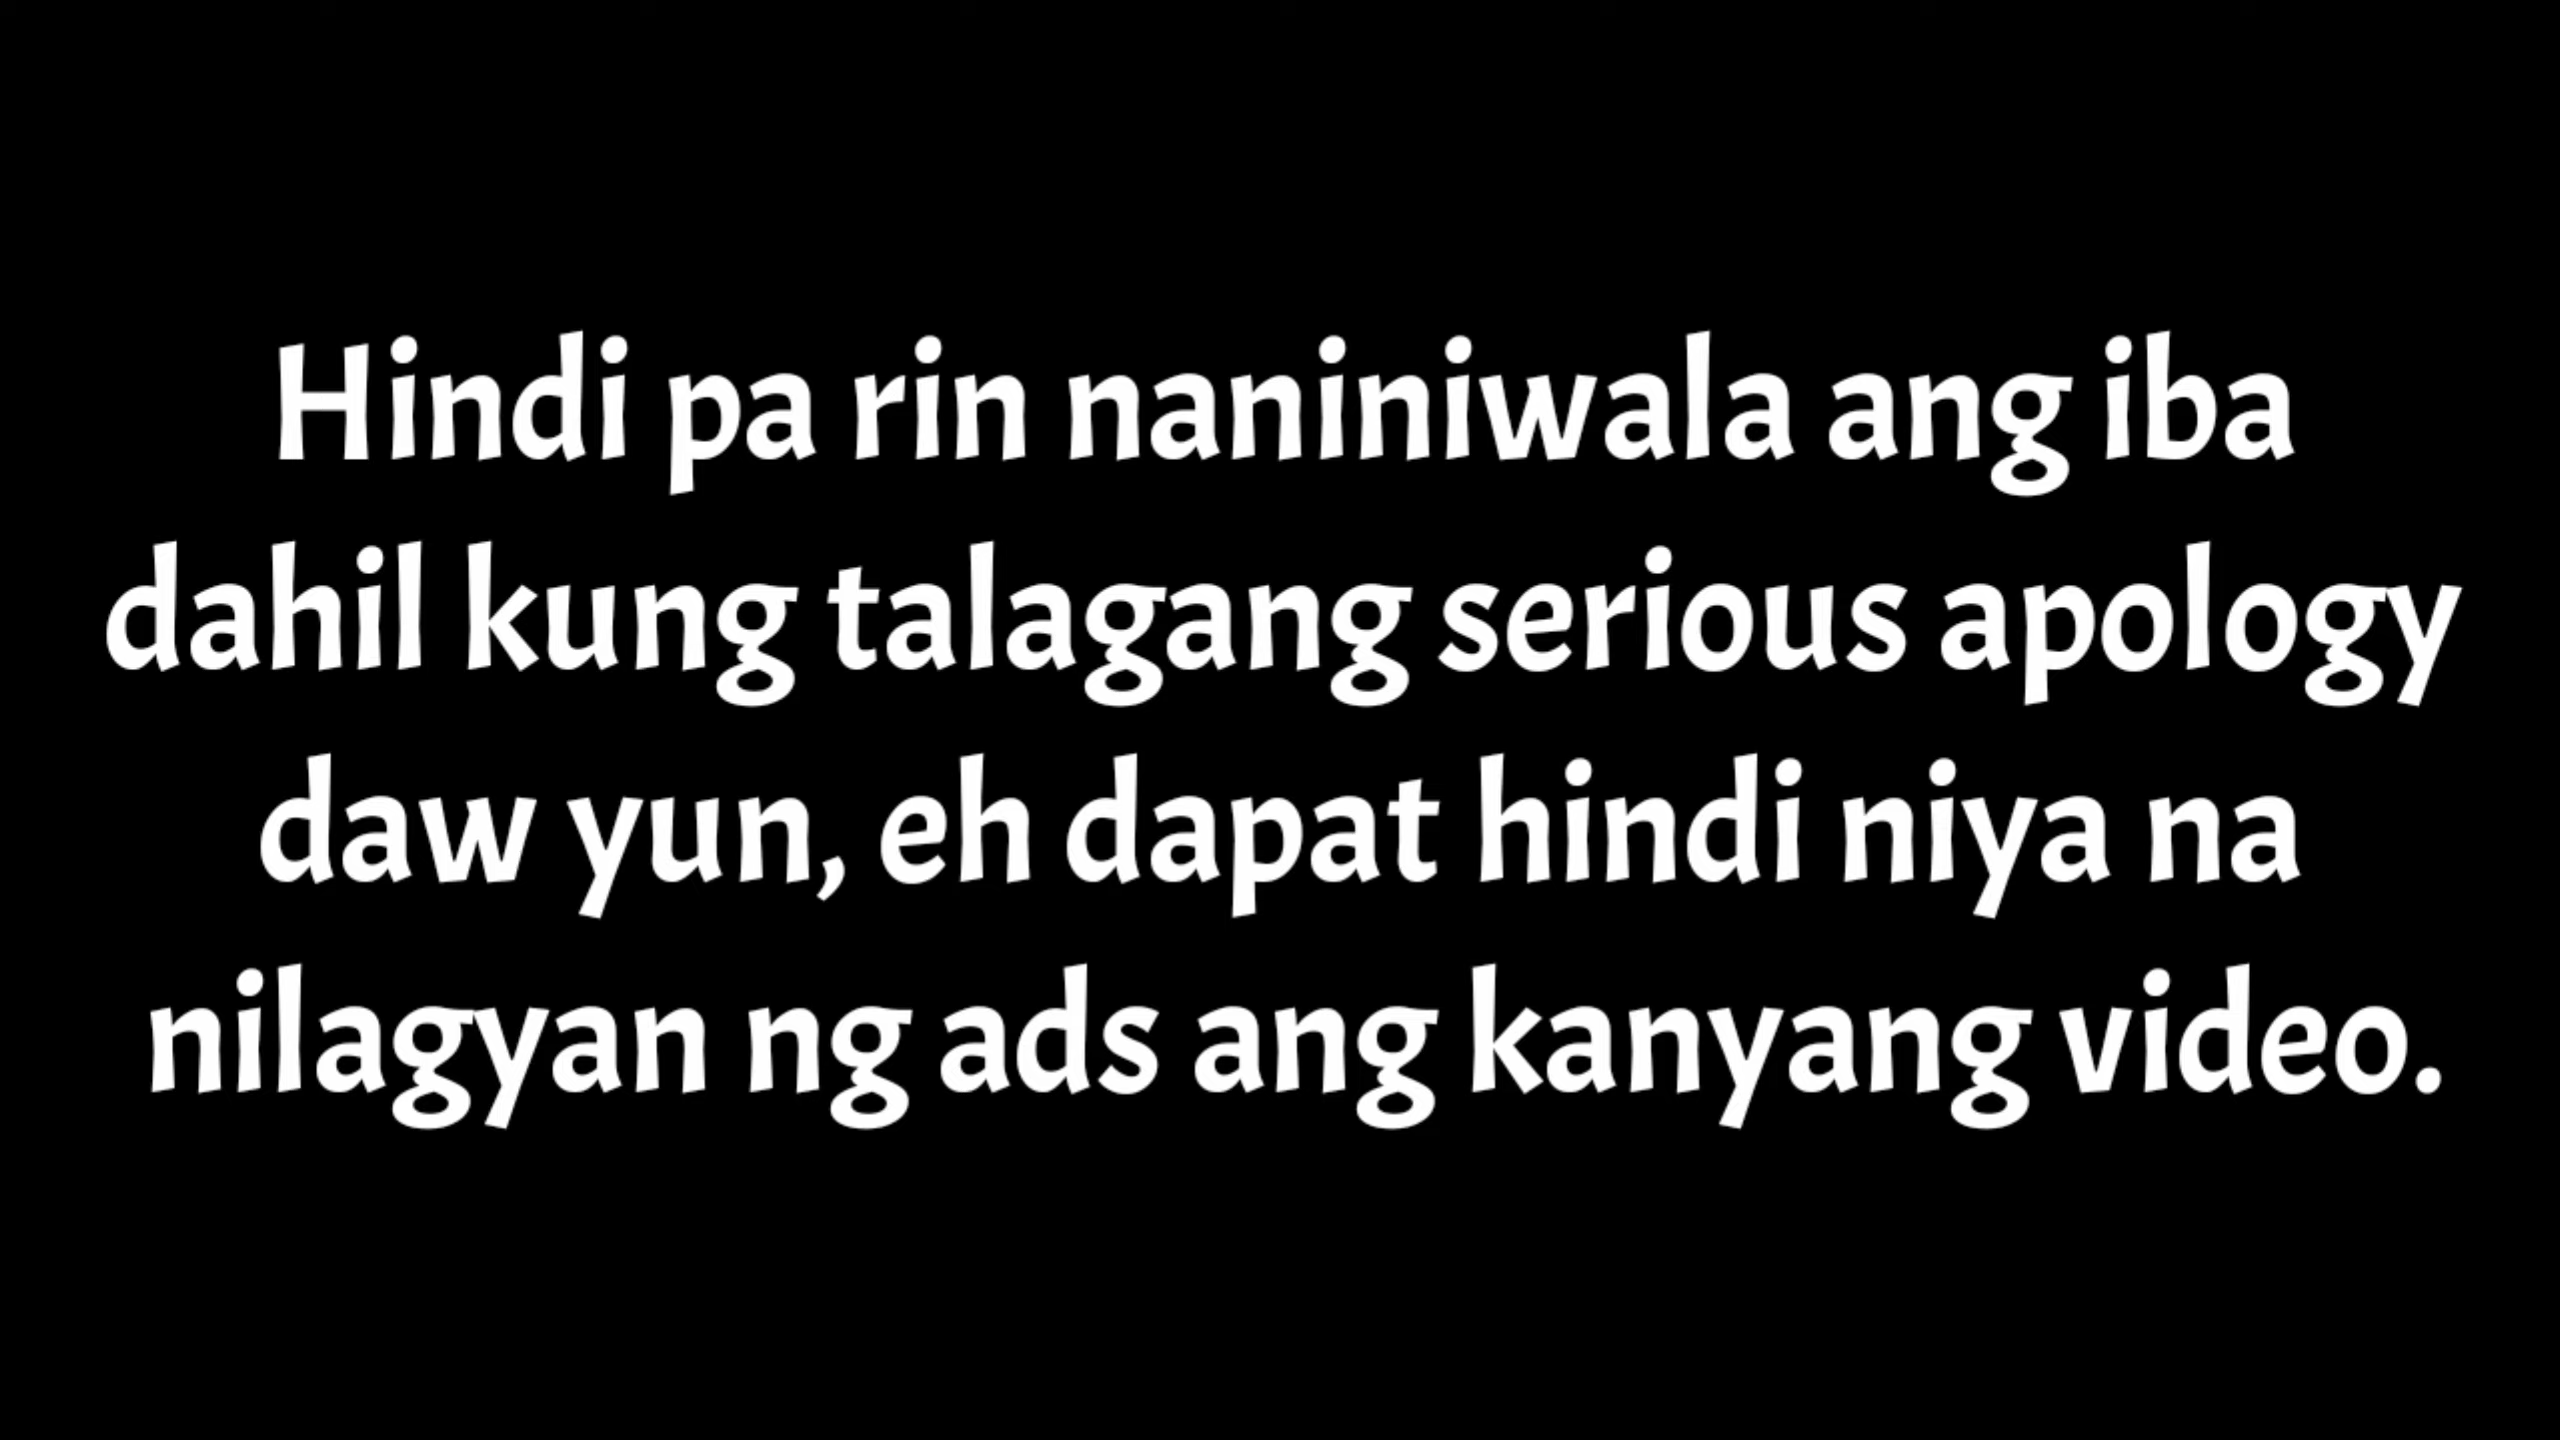 Hindi pa rin naniniwala ang iba
dahil kung talagang serious apology
daw yun, eh dapat hindi niya na
nilagyan ng ads ang kanyang video.